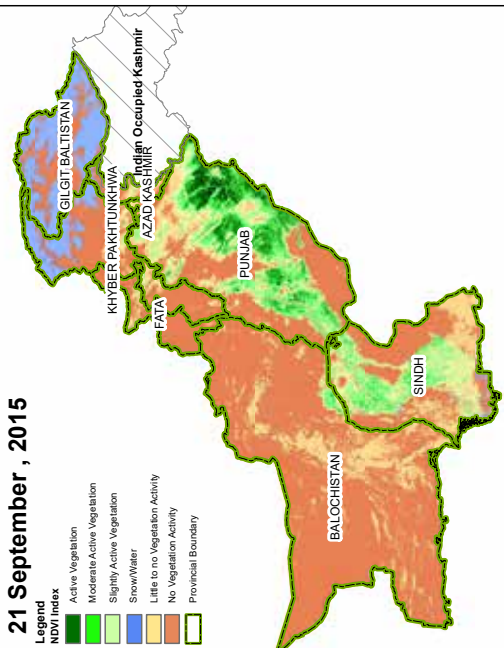 21 September , 2015
Legend
NDVI Index
Active Vegetation
Moderate Active Vegetation
Slightly Active Vegetation
Snow/Water
Little to no Vegetation Activity
No Vegetation Activity
Provincial Boundary
GILGIT BALTISTAN
KHYBER PAKHTUNKHWA
Indian Occupied Kashmir
AZAD KASHMIR
FATA
PUNJAB
BALOCHISTAN
SINDH